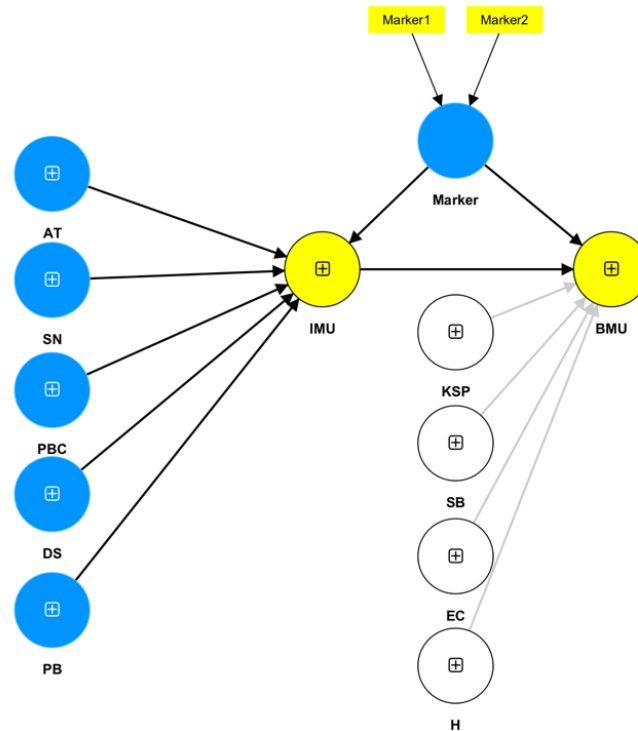 Marker1 Marker2
Marker
AT
SN
IMU
BMU
PBC
KSP
DS
SB
PB
EC
H